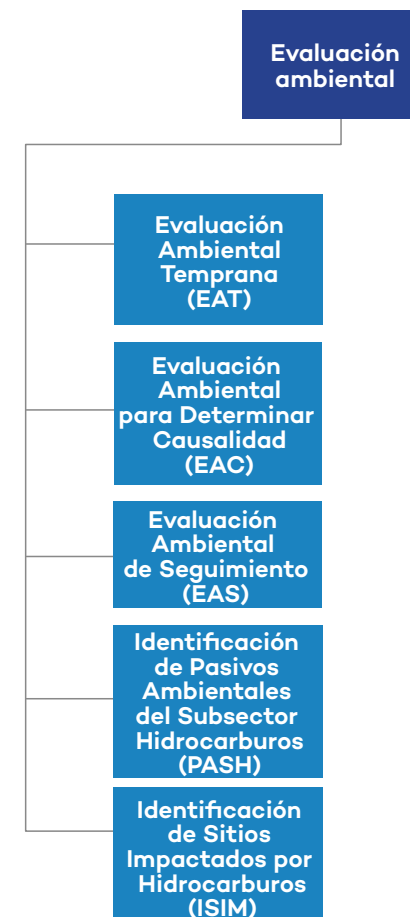 Evaluación
ambiental
Evaluación
Ambiental
Temprana
(EAT)
Evaluación
Ambiental
para Determinar
Causalidad
(EAC)
Evaluación
Ambiental
de Seguimiento
(EAS)
Identificación
de Pasivos
Ambientales
del Subsector
Hidrocarburos
(PASH)
Identificación
de Sitios
Impactados por
Hidrocarburos
(ISIM)